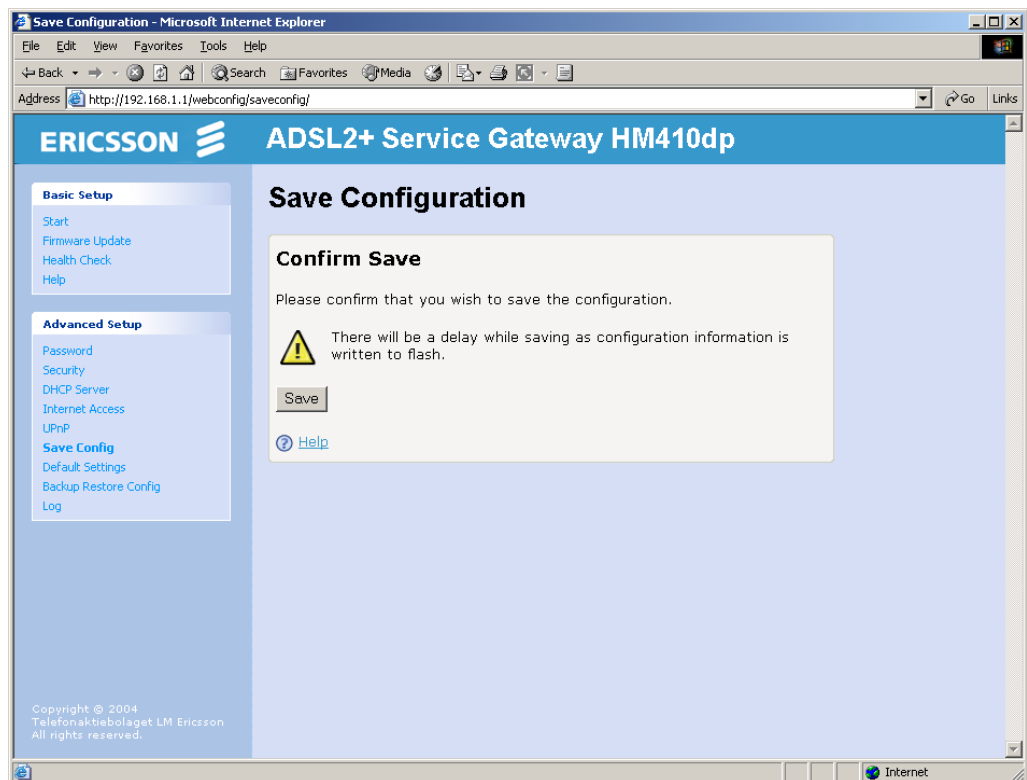 Save Configuration - Microsoft Internet Explorer
File Edit View Favorites Tools Help
Back Search Favorites Media
Address http://192.168.1.1/webconfig/saveconfig/ Go Links
ERICSSON ADSL2+ Service Gateway HM410dp
Basic Setup
Start
Firmware Update
Health Check
Help
Advanced Setup
Password
Security
DHCP Server
Internet Access
UPnP
Save Config
Default Settings
Backup Restore Config
Log
Copyright © 2004
Telefonaktiebolaget LM Ericsson
All rights reserved.
Save Configuration
Confirm Save
Please confirm that you wish to save the configuration.
There will be a delay while saving as configuration information is
written to flash.
Save
? Help
Internet